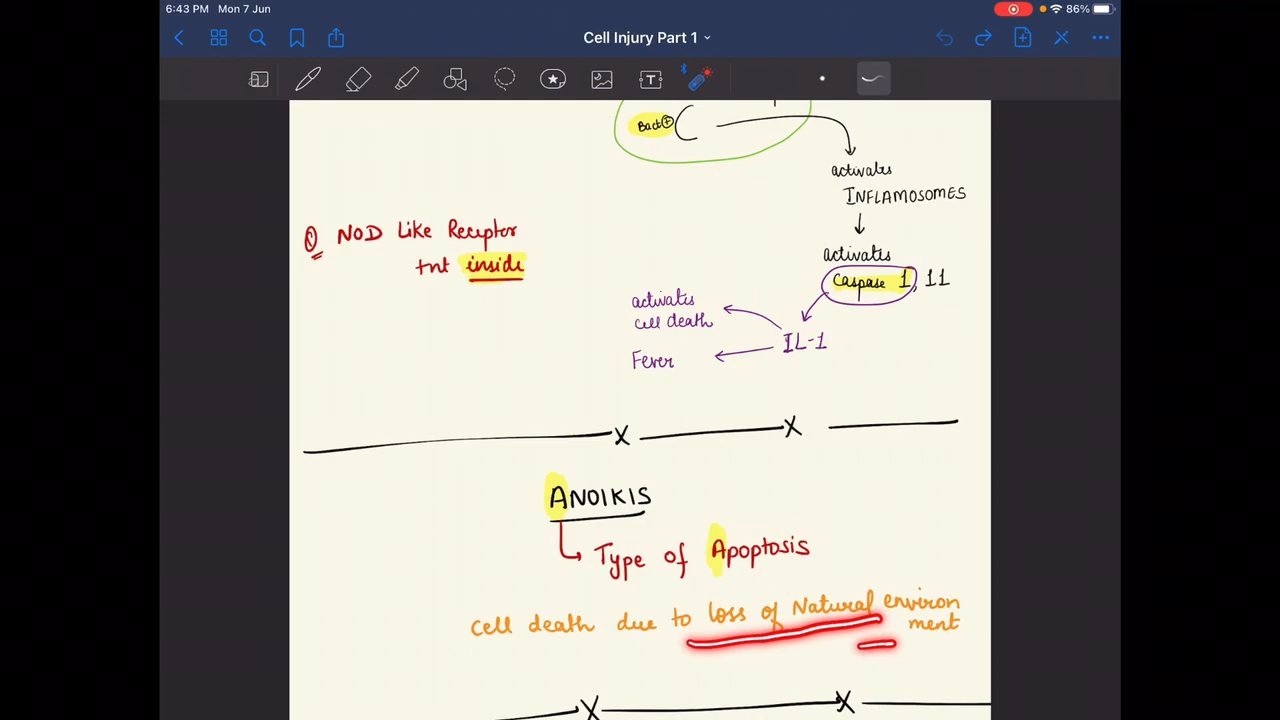 6:43 PM Mon 7 Jun
86%
Cell Injury Part 1
T
Bact +
activates
INFLAMOSOMES
activates
Caspase 1, 11
Q NOD Like Receptor
tnt inside
activates
cell death
IL-1
Fever
X X
ANOIKIS
Type of Apoptosis
cell death due to loss of Natural environ
ment
X X